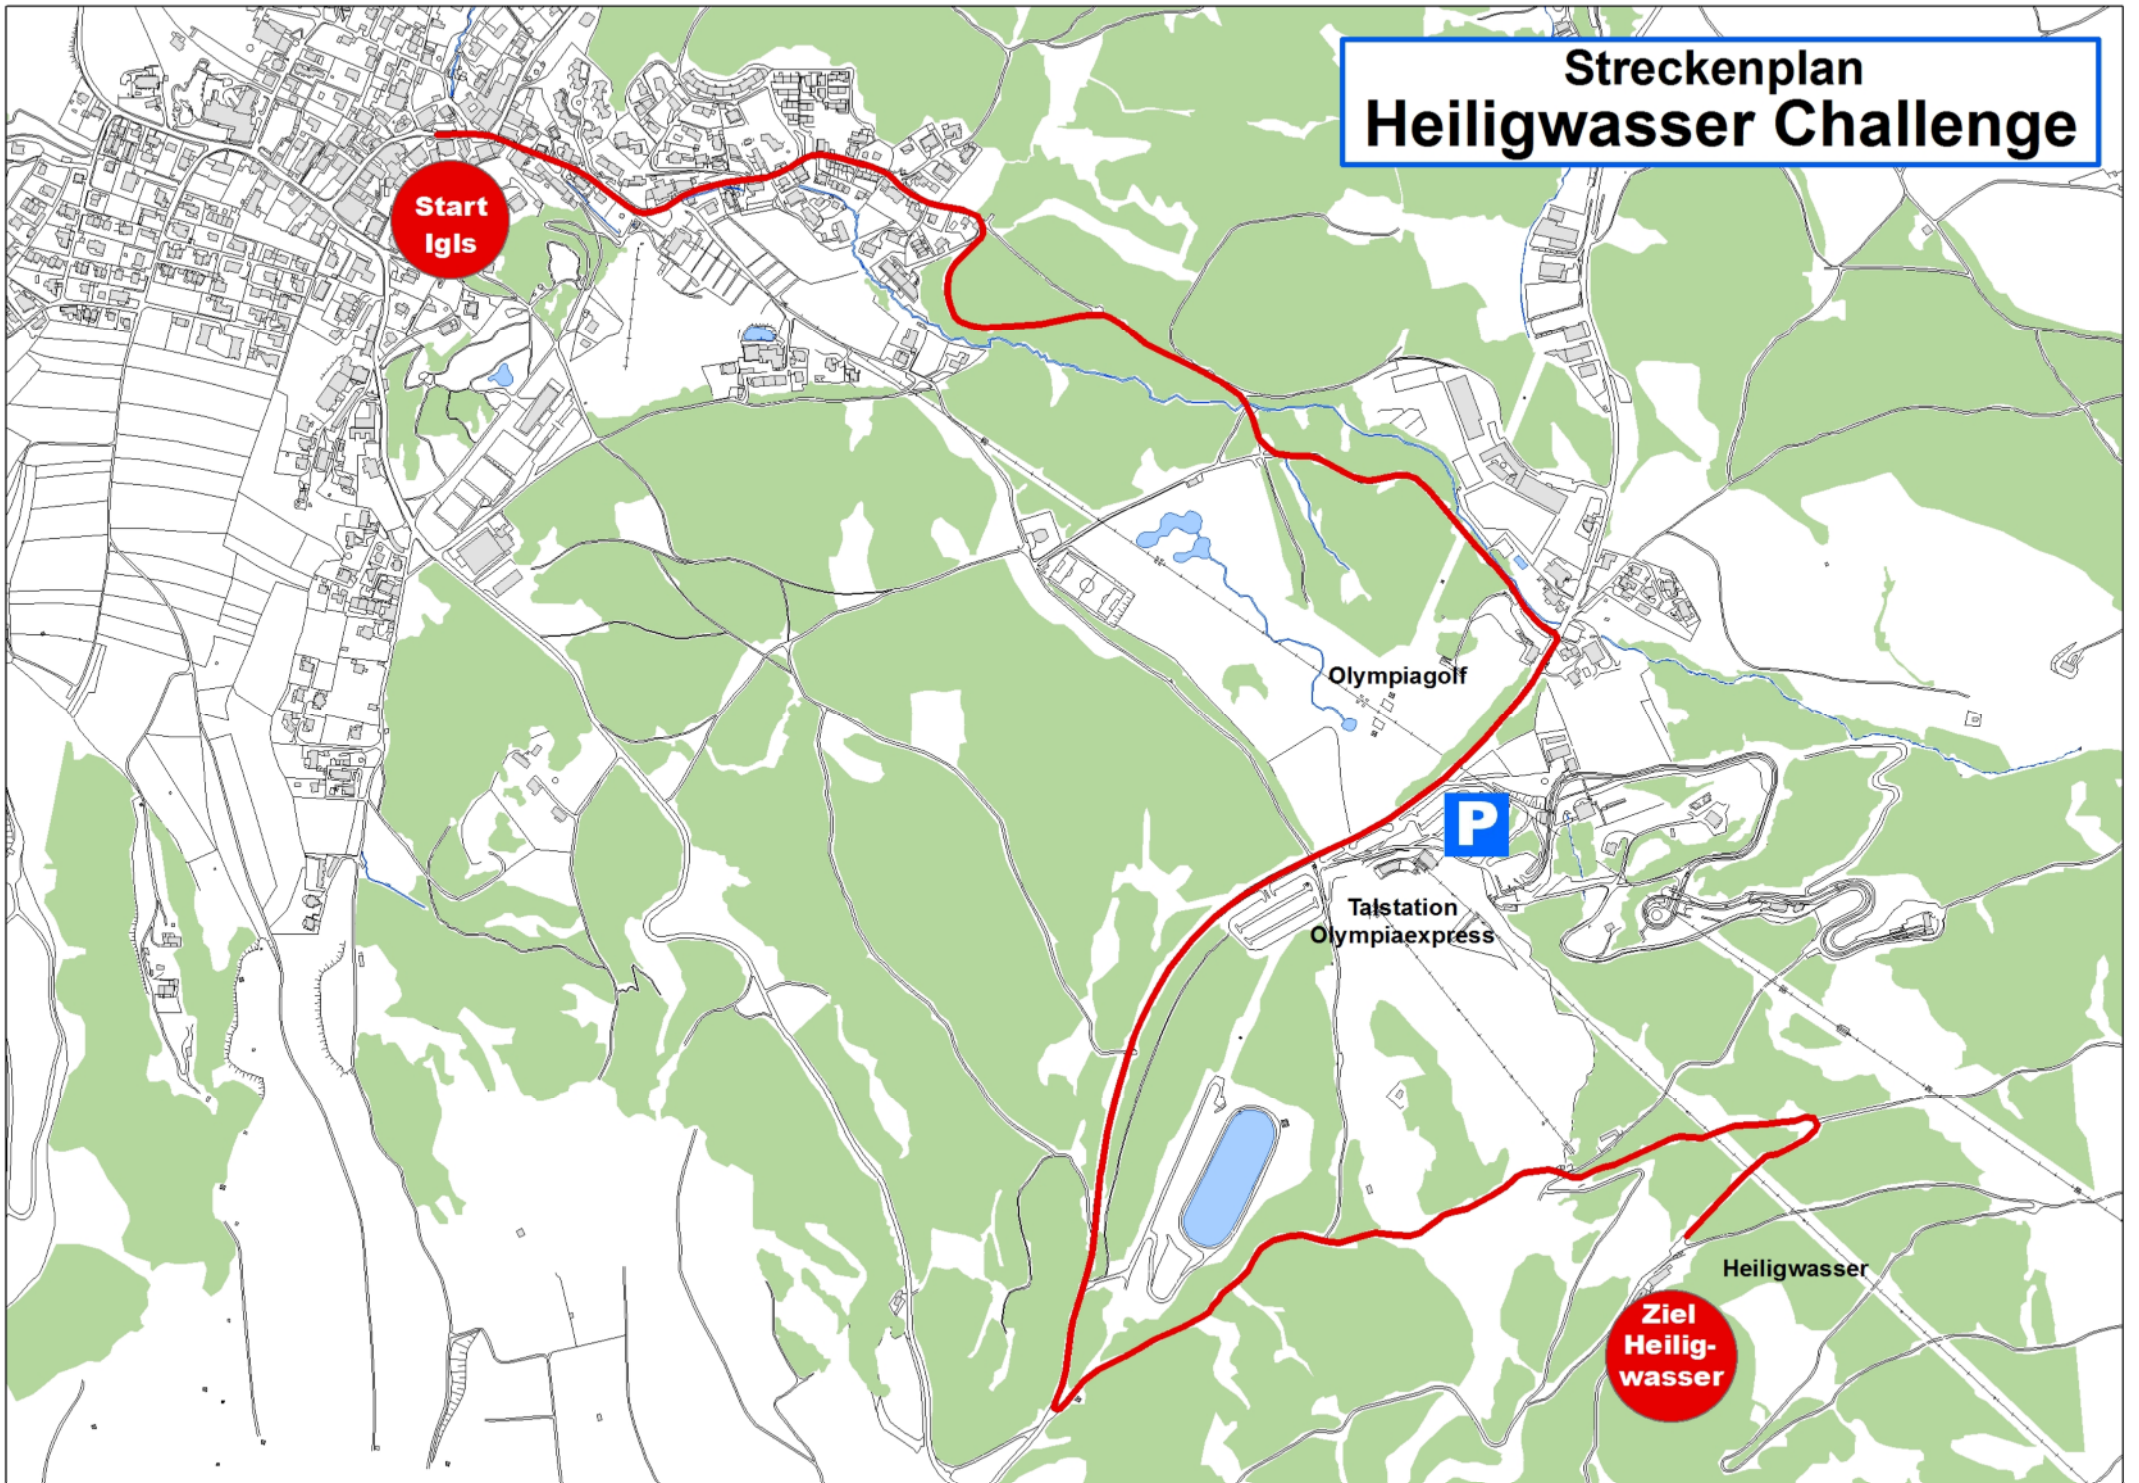 Streckenplan
Heiligwasser Challenge
Start
Igls
Olympiagolf
P
Talstation
Olympiaexpress
Heiligwasser
Ziel
Heilig-
wasser